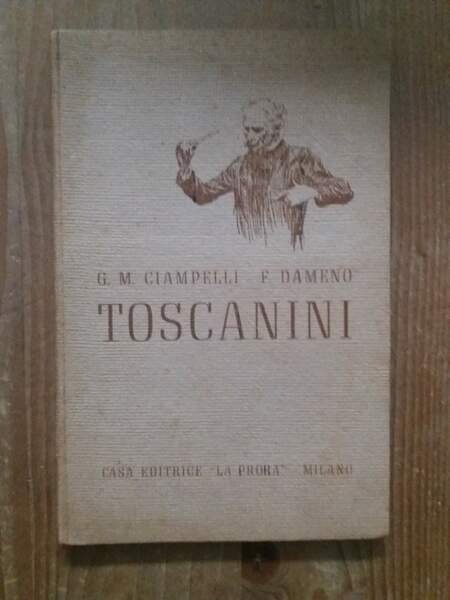 G. M. CIAMPELLI F. DAMENO
TOSCANINI
CASA EDITRICE "LA PRORA" MILANO